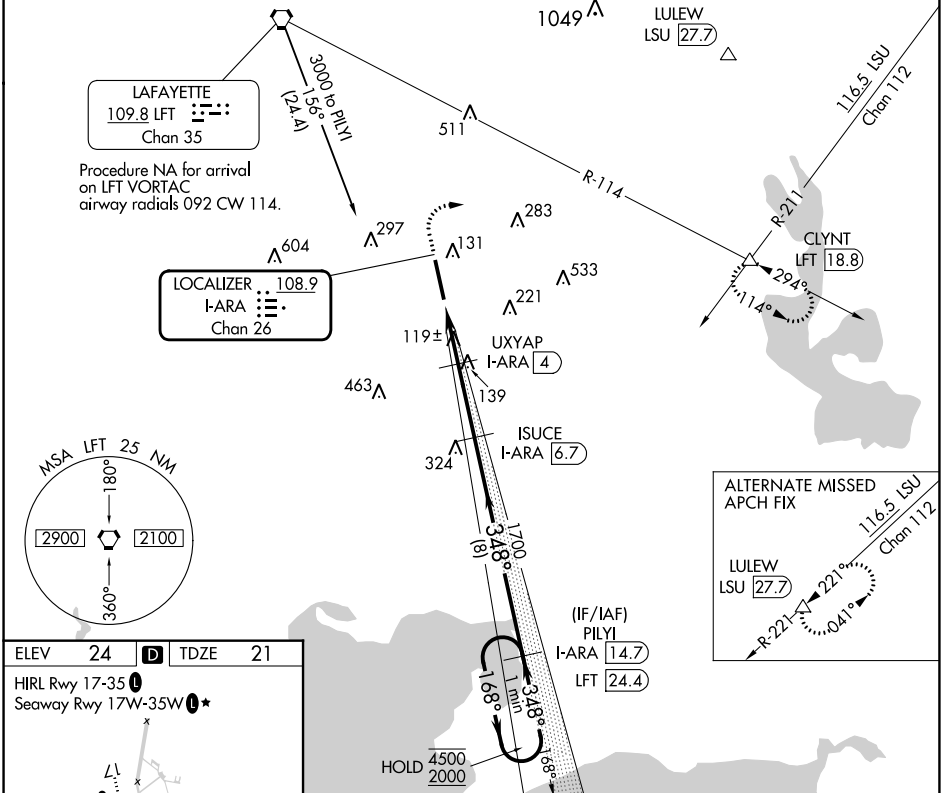 1049
LULEW
LSU 27.7
116.5 LSU
Chan 112
LAFAYETTE
109.8 LFT
Chan 35
3000 to PILYI
156°
(24.4)
511
R-114
R-211
Procedure NA for arrival
on LFT VORTAC
airway radials 092 CW 114.
604
297
283
131
533
221
CLYNT
LFT 18.8
294°
114°
LOCALIZER 108.9
I-ARA
Chan 26
119±
UXYAP
I-ARA 4
139
463
ISUCE
I-ARA 6.7
324
MSA LFT 25 NM
180°
2900
2100
360°
1700
348°
(8)
ALTERNATE MISSED
APCH FIX
116.5 LSU
Chan 112
LULEW
LSU 27.7
221°
041°
R-221
(IF/IAF)
PILYI
I-ARA 14.7
LFT 24.4
168°
1 min
348°
168°
HOLD 4500
2000
ELEV 24 D TDZE 21
HIRL Rwy 17-35 L
Seaway Rwy 17W-35W L ★
x
x
17